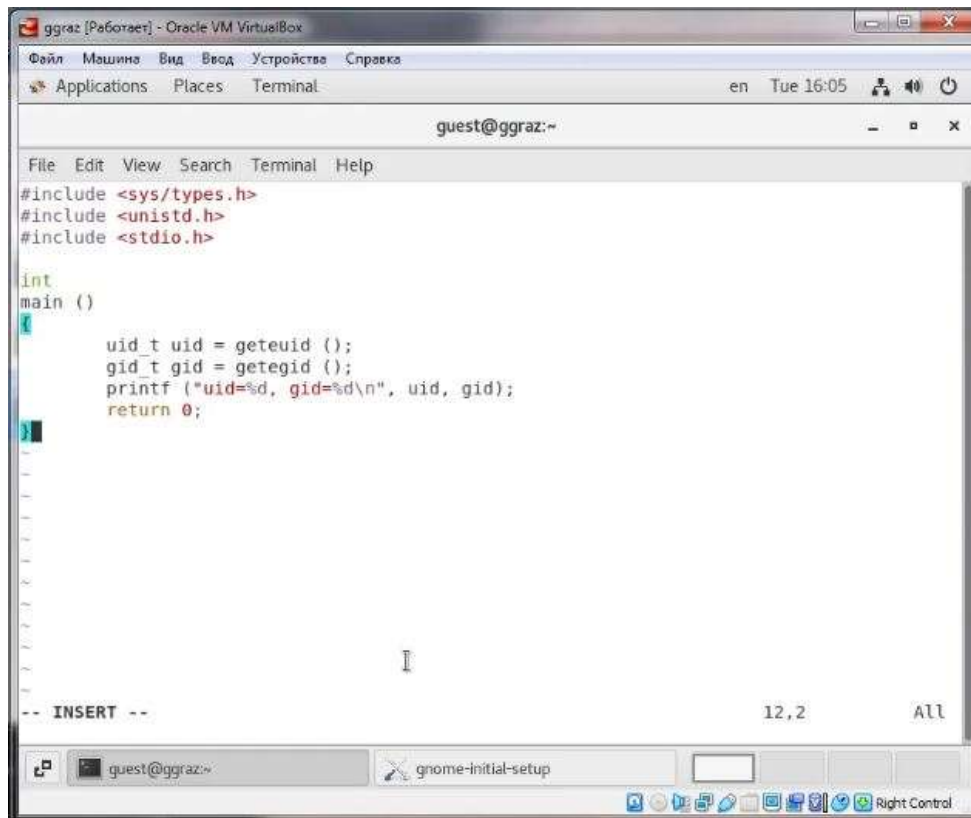 ggraz [Работает] - Oracle VM VirtualBox
Файл Машина Вид Ввод Устройства Справка
Applications Places Terminal en Tue 16:05
guest@ggraz:~
File Edit View Search Terminal Help
#include <sys/types.h>
#include <unistd.h>
#include <stdio.h>
int
main ()
{
uid_t uid = geteuid ();
gid_t gid = getegid ();
printf ("uid=%d, gid=%d\n", uid, gid);
return 0;
}
~
~
~
~
~
~
~
~
~
~
~
~
-- INSERT -- 12,2 All
guest@ggraz:~ gnome-initial-setup
Right Control